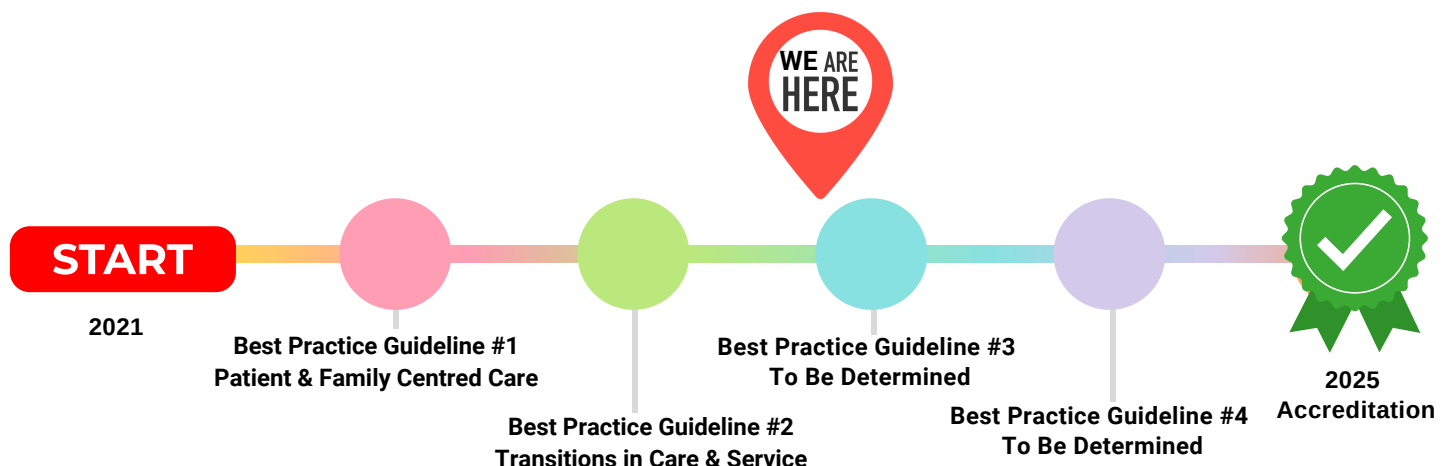 WE ARE
HERE
START
2021
Best Practice Guideline #1
Patient & Family Centred Care
Best Practice Guideline #2
Transitions in Care & Service
Best Practice Guideline #3
To Be Determined
Best Practice Guideline #4
To Be Determined
2025
Accreditation